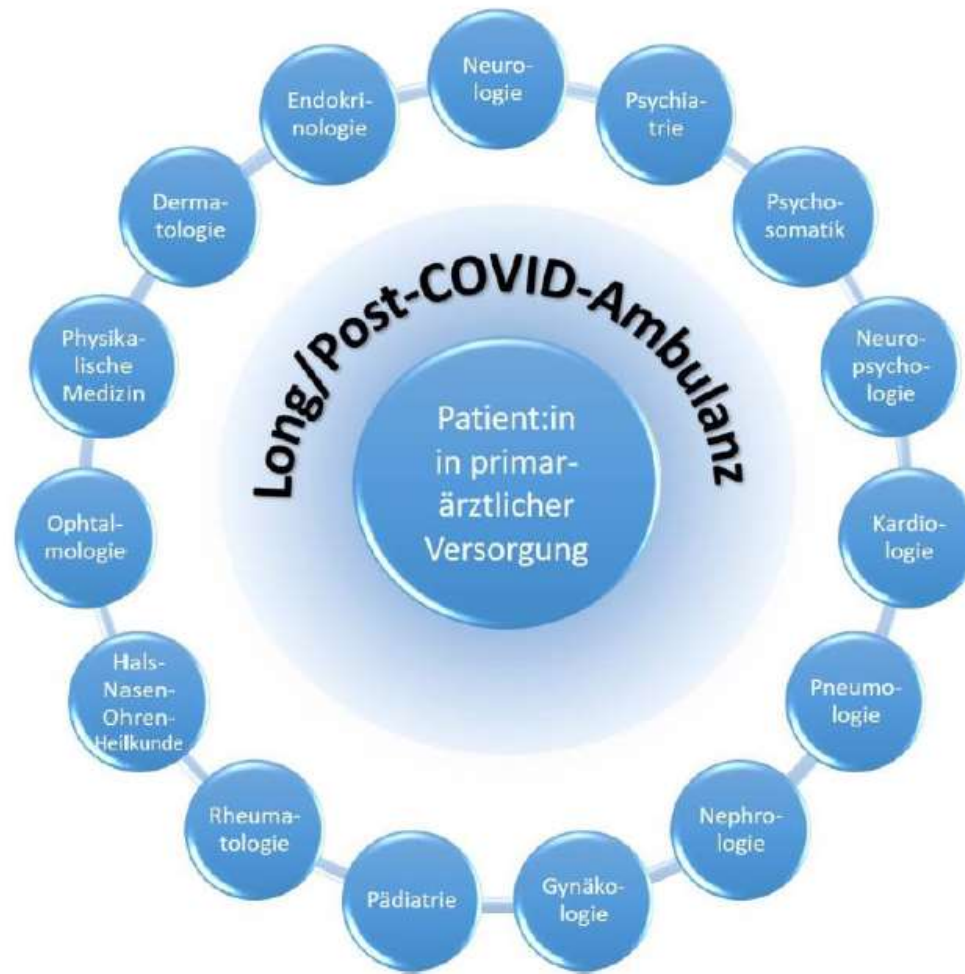 Neuro-
logie
Psychia-
trie
Psycho-
somatik
Neuro-
psycho-
logie
Kardio-
logie
Pneumo-
logie
Nephro-
logie
Gynäko-
logie
Pädiatrie
Rheuma-
tologie
Hals-
Nasen-
Ohren-
Heilkunde
Ophtal-
mologie
Physika-
lische
Medizin
Derma-
tologie
Endokri-
nologie
Long/Post-COVID-Ambulanz
Patient:in
in primar-
ärztlicher
Versorgung